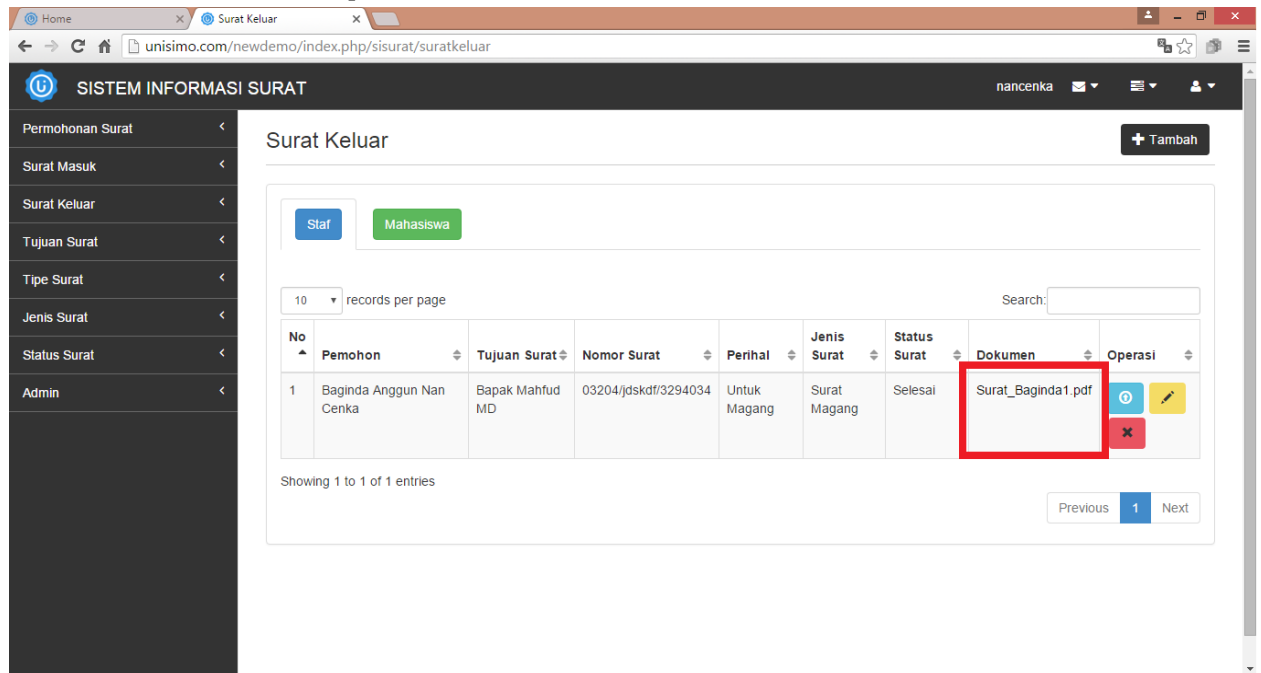 Home
Surat Keluar
unisimo.com/newdemo/index.php/sisurat/suratkeluar
SISTEM INFORMASI SURAT
nancenka
Permohonan Surat
Surat Masuk
Surat Keluar
Tujuan Surat
Tipe Surat
Jenis Surat
Status Surat
Admin
Surat Keluar
+ Tambah
Staf
Mahasiswa
10 records per page
Search:
No
Pemohon
Tujuan Surat
Nomor Surat
Perihal
Jenis
Surat
Status
Surat
Dokumen
Operasi
1
Baginda Anggun Nan
Cenka
Bapak Mahfud
MD
03204/jdskdf/3294034
Untuk
Magang
Surat
Magang
Selesai
Surat_Baginda1.pdf
Showing 1 to 1 of 1 entries
Previous 1 Next